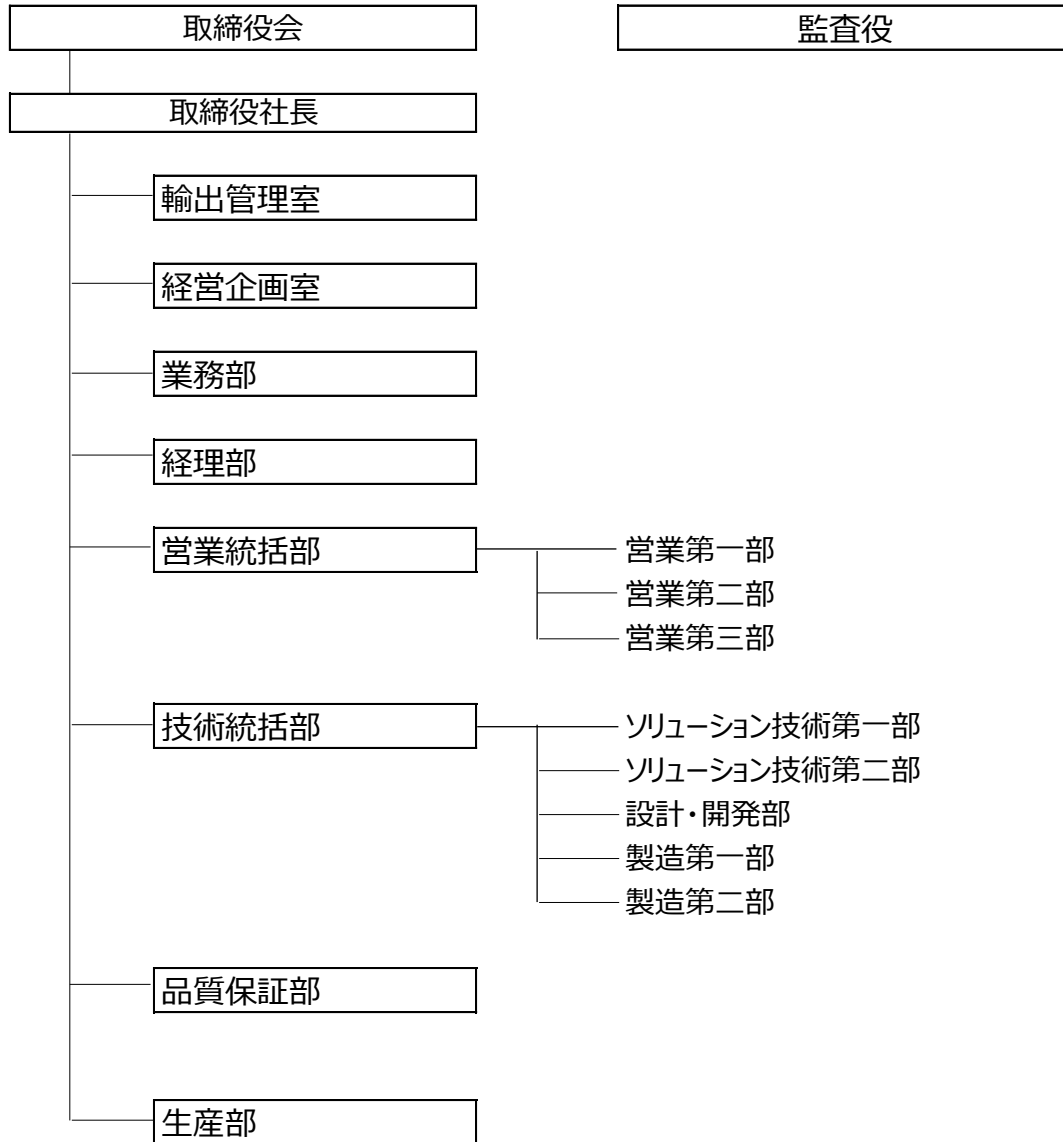 取締役会
監査役
取締役社長
輸出管理室
経営企画室
業務部
経理部
営業統括部
営業第一部
営業第二部
営業第三部
技術統括部
ソリューション技術第一部
ソリューション技術第二部
設計・開発部
製造第一部
製造第二部
品質保証部
生産部